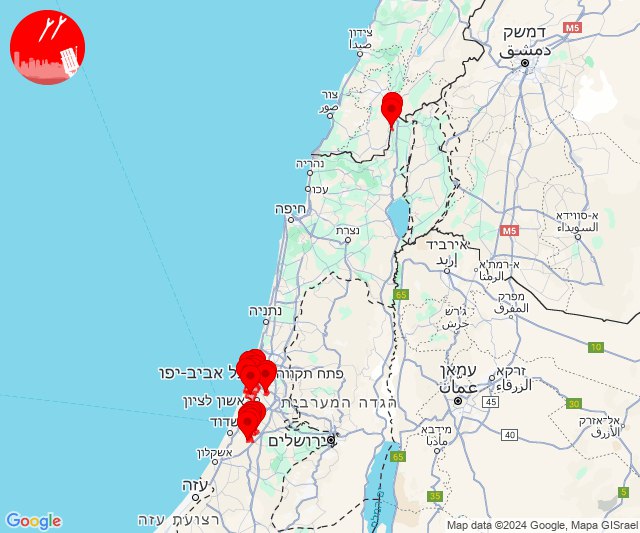 דמשק
دمشق
M5
צידון
صيدا
צור
صور
נהריה
עכו
חיפה
נצרת
א-סווידא
السويداء
M5
אירביד
إربد
א-רמת'א
الرمثا
65
מפרק
المفرق
ג'רש
جرش
נתניה
10
ל אביב-יפו
פתח תקווה
עמאן
عمّان
זרקא
الزرقاء
ראשון לציון
הגדה המערבית
45
30
שדוד
מידבא
مادبا
אל-אזרק
الأزرق
40
ירושלים
אשקלון
65
עזה
35
5
רצועת עזה
Google
Map data ©2024 Google, Mapa GISrael